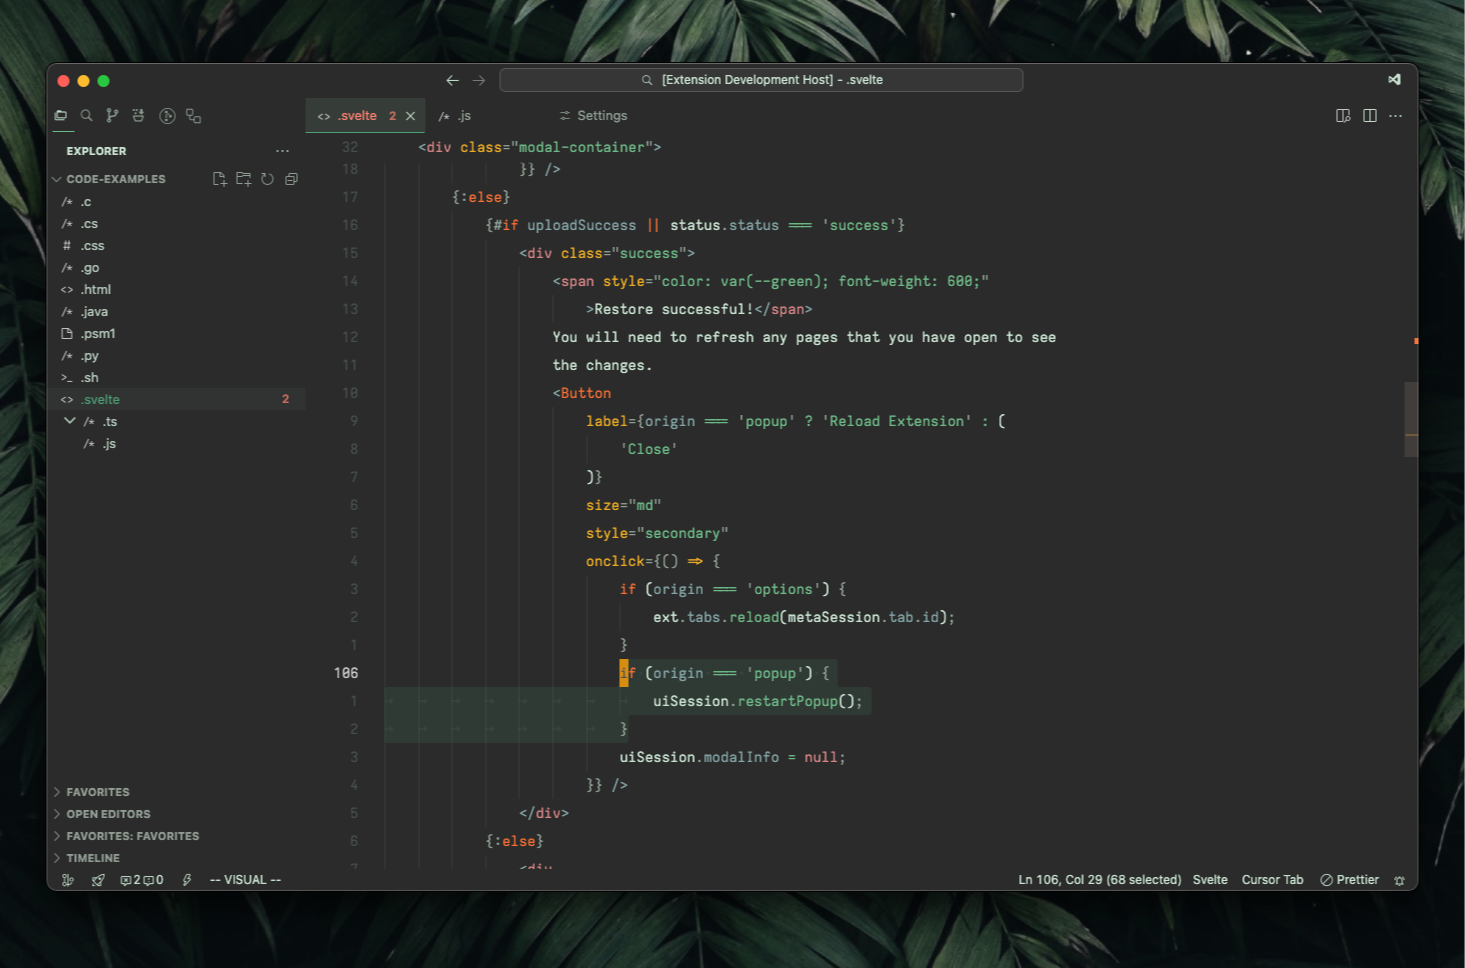 [Extension Development Host] - .svelte
<> .svelte 2
/* .js
Settings
EXPLORER
CODE-EXAMPLES
/* .c
/* .cs
# .css
/* .go
<> .html
/* .java
.psm1
/* .py
>_ .sh
<> .svelte 2
/* .ts
/* .js
FAVORITES
OPEN EDITORS
FAVORITES: FAVORITES
TIMELINE
32 <div class="modal-container">
18 }} />
17 {:else}
16 {#if uploadSuccess || status.status === 'success'}
15 <div class="success">
14 <span style="color: var(--green); font-weight: 600;"
13 >Restore successful!</span>
12 You will need to refresh any pages that you have open to see
11 the changes.
10 <Button
9 label={origin === 'popup' ? 'Reload Extension' : (
8 'Close'
7 )}
6 size="md"
5 style="secondary"
4 onclick={() => {
3 if (origin === 'options') {
2 ext.tabs.reload(metaSession.tab.id);
1 }
106 if (origin === 'popup') {
1 uiSession.restartPopup();
2 }
3 uiSession.modalInfo = null;
4 }} />
5 </div>
6 {:else}
7 <div
2 0 -- VISUAL --
Ln 106, Col 29 (68 selected) Svelte Cursor Tab Prettier